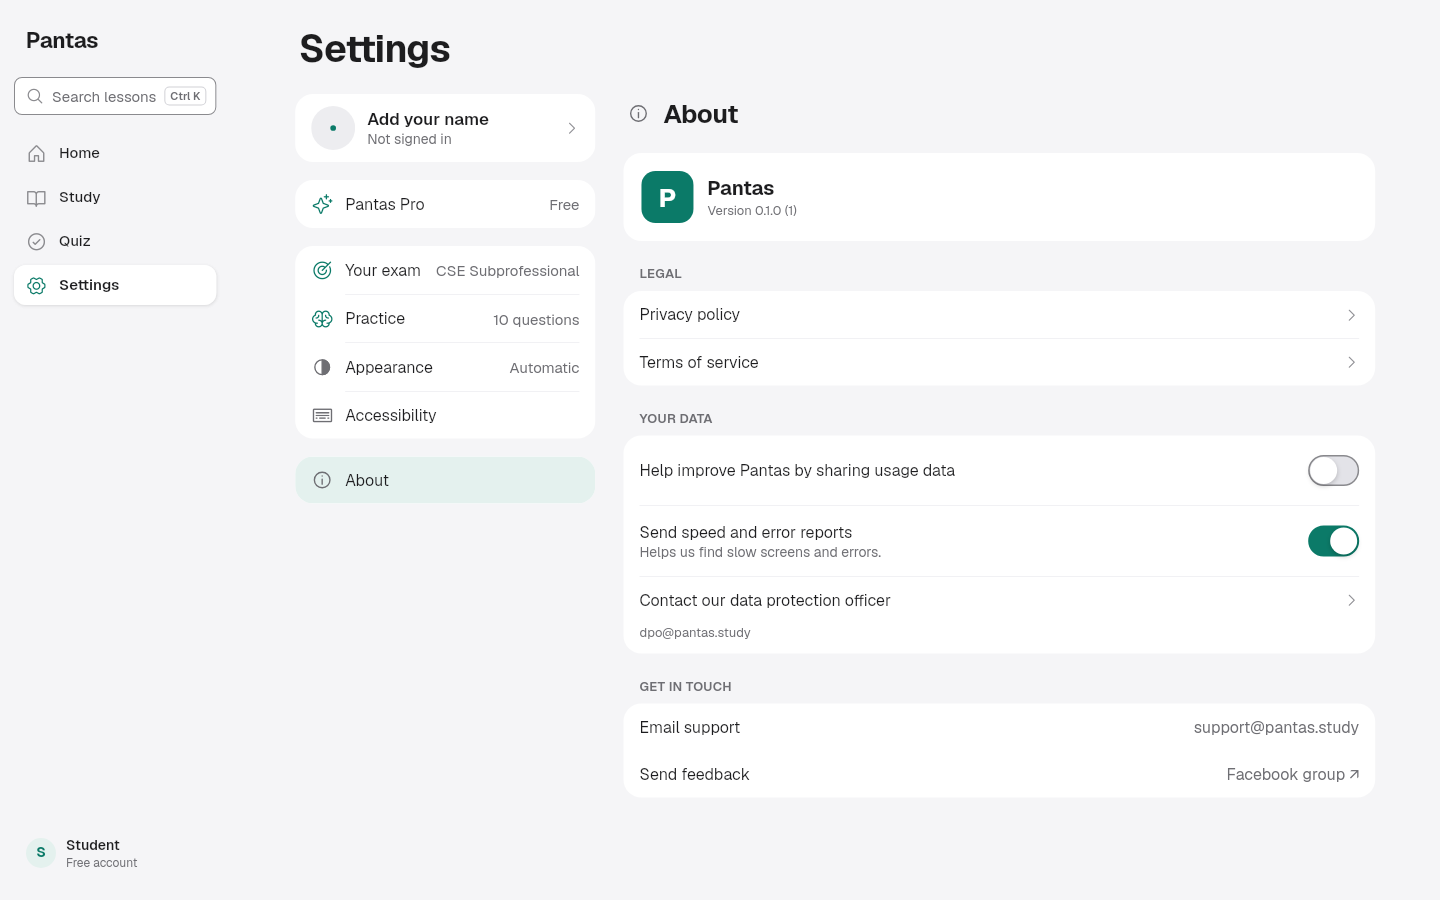 Pantas
Search lessons
Ctrl K
Home
Study
Quiz
Settings
Student
S
Free account
Settings
Add your name
Not signed in
Pantas Pro
Free
Your exam
CSE Subprofessional
Practice
10 questions
Appearance
Automatic
Accessibility
About
About
P
Pantas
Version 0.1.0 (1)
LEGAL
Privacy policy
Terms of service
YOUR DATA
Help improve Pantas by sharing usage data
Send speed and error reports
Helps us find slow screens and errors.
Contact our data protection officer
dpo@pantas.study
GET IN TOUCH
Email support
support@pantas.study
Send feedback
Facebook group